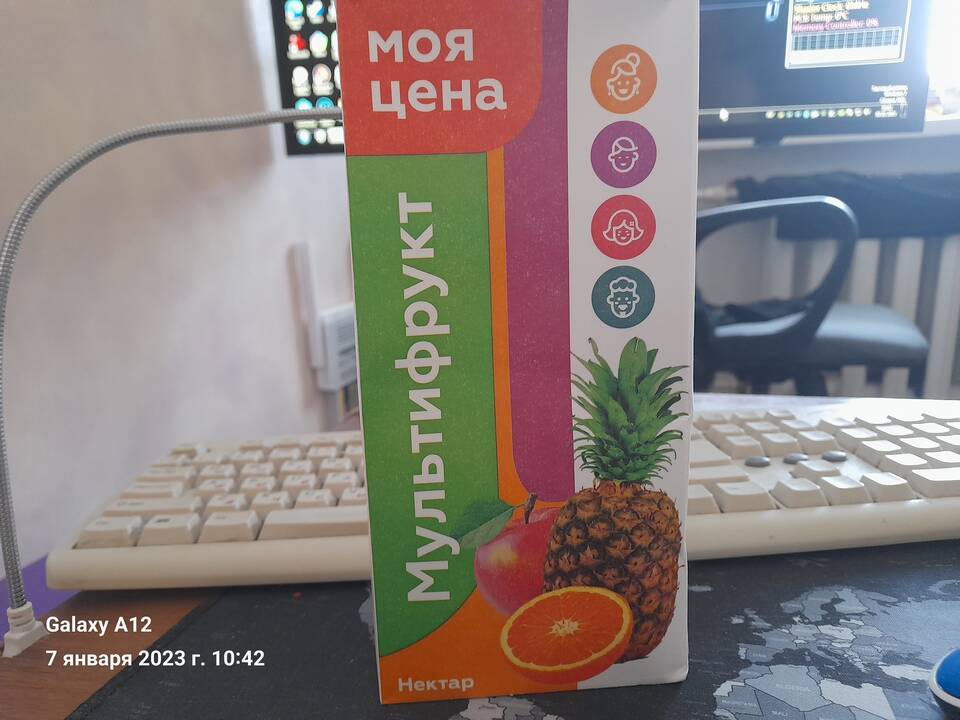 моя
цена
Мультифрукт
Нектар
Galaxy A12
7 января 2023 г. 10:42